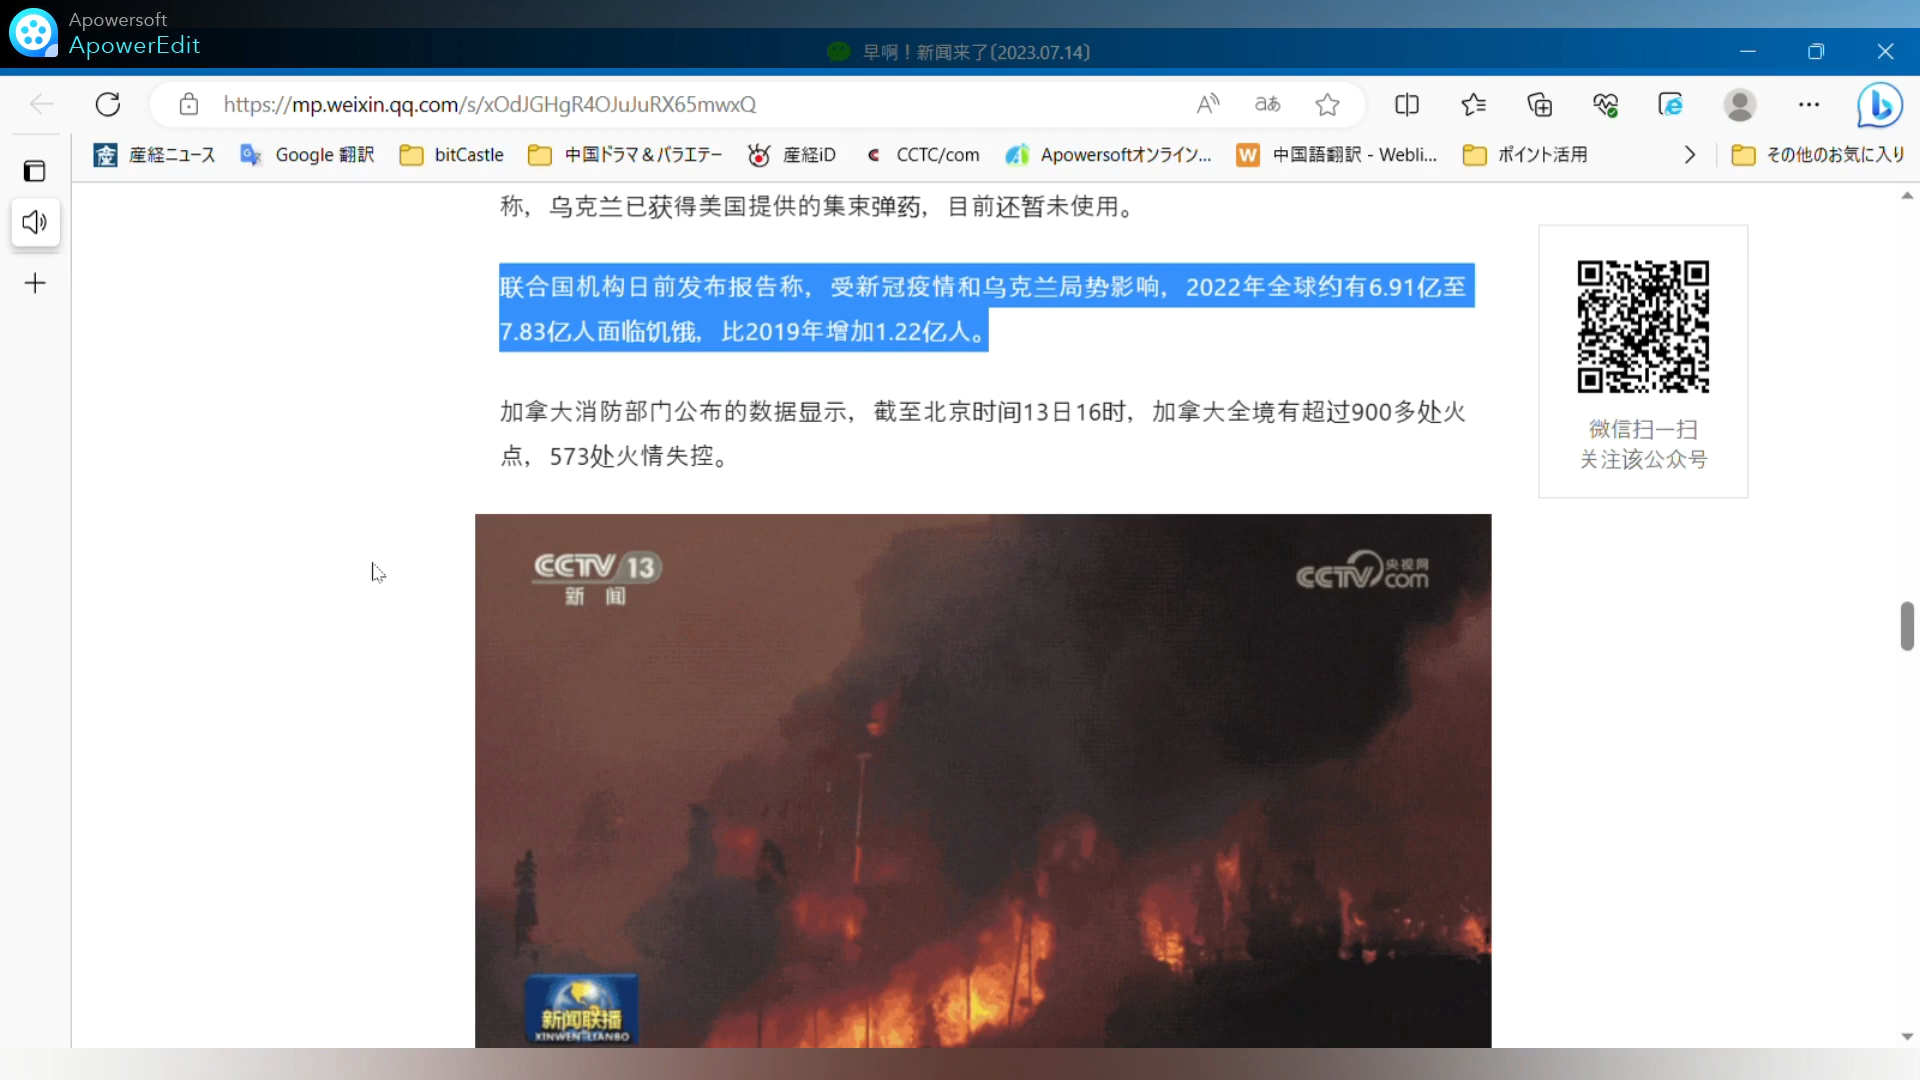 Apowersoft
ApowerEdit
早啊！新闻来了〔2023.07.14〕
https://mp.weixin.qq.com/s/xOdJGHgR4OJuJuRX65mwxQ
産経ニュース
Google 翻訳
bitCastle
中国ドラマ＆バラエテー
産経iD
CCTC/com
Apowersoftオンライン...
中国語翻訳 - Webli...
ポイント活用
その他のお気に入り
称，乌克兰已获得美国提供的集束弹药，目前还暂未使用。
联合国机构日前发布报告称，受新冠疫情和乌克兰局势影响，2022年全球约有6.91亿至
7.83亿人面临饥饿，比2019年增加1.22亿人。
加拿大消防部门公布的数据显示，截至北京时间13日16时，加拿大全境有超过900多处火
点，573处火情失控。
微信扫一扫
关注该公众号
CCTV 13
新 闻
CCTV.com 央视网
新闻联播
XINWEN LIANBO